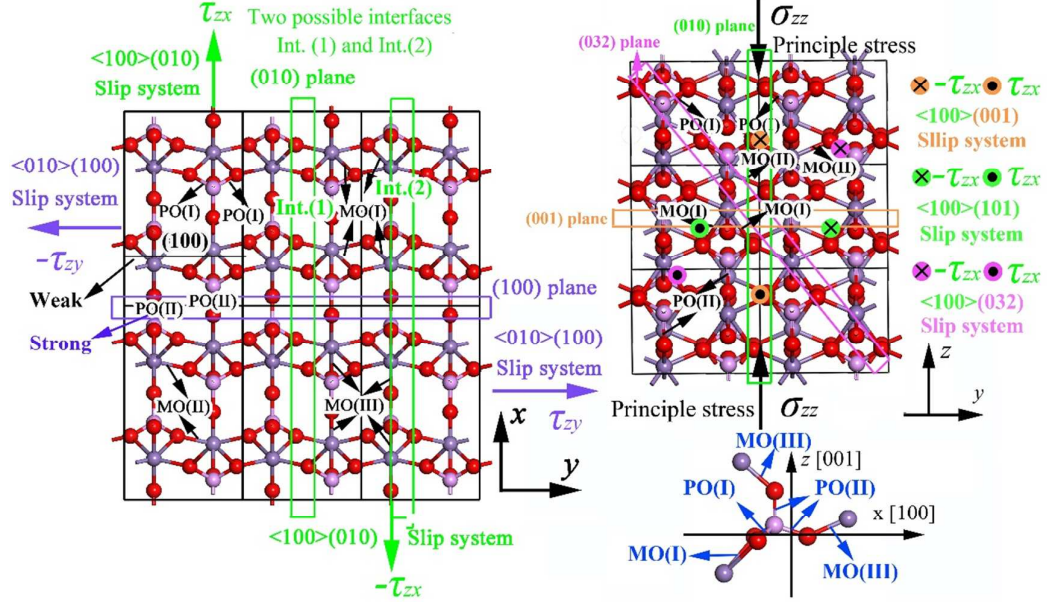 τzx
<100>(010)
Slip system
Two possible interfaces
Int. (1) and Int.(2)
(010) plane
<010>(100)
Slip system
-τzy
Weak
Strong
PO(I)
PO(I)
(100)
PO(II)
PO(II)
MO(II)
Int.(1)
MO(I)
Int.(2)
MO(III)
(100) plane
<010>(100)
Slip system
τzy
x
y
<100>(010)
Slip system
-τzx
(032) plane
(010) plane
σzz
Principle stress
PO(I)
PO(I)
MO(II)
MO(II)
(001) plane
MO(I)
MO(I)
PO(II)
Principle stress
σzz
-τzx τzx
<100>(001)
Sllip system
-τzx τzx
<100>(101)
Slip system
-τzx τzx
<100>(032)
Slip system
z
y
MO(III)
z [001]
PO(I)
PO(II)
x [100]
MO(I)
MO(III)